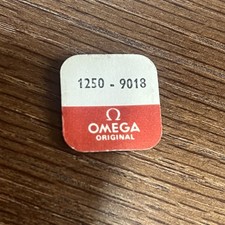 1250 - 9018
Ω
OMEGA
ORIGINAL